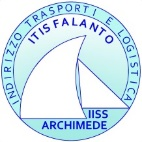 INDIRIZZO TRASPORTI E LOGISTICA
ITIS FALANTO
IISS
ARCHIMEDE